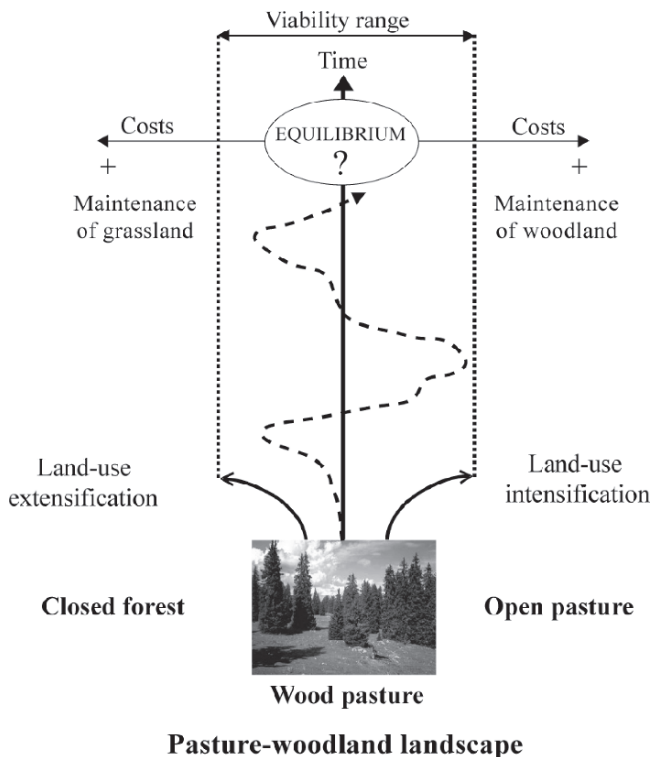 Viability range
Time
Costs
EQUILIBRIUM
?
Costs
+
+
Maintenance
of grassland
Maintenance
of woodland
Land-use
extensification
Land-use
intensification
Closed forest
Open pasture
Wood pasture
Pasture-woodland landscape